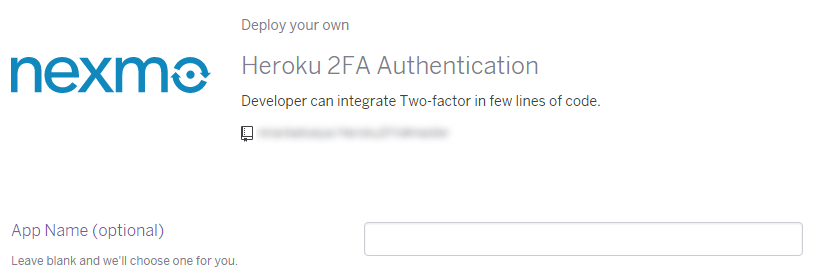 nexmo
Deploy your own
Heroku 2FA Authentication
Developer can integrate Two-factor in few lines of code.
App Name (optional)
Leave blank and we'll choose one for you.